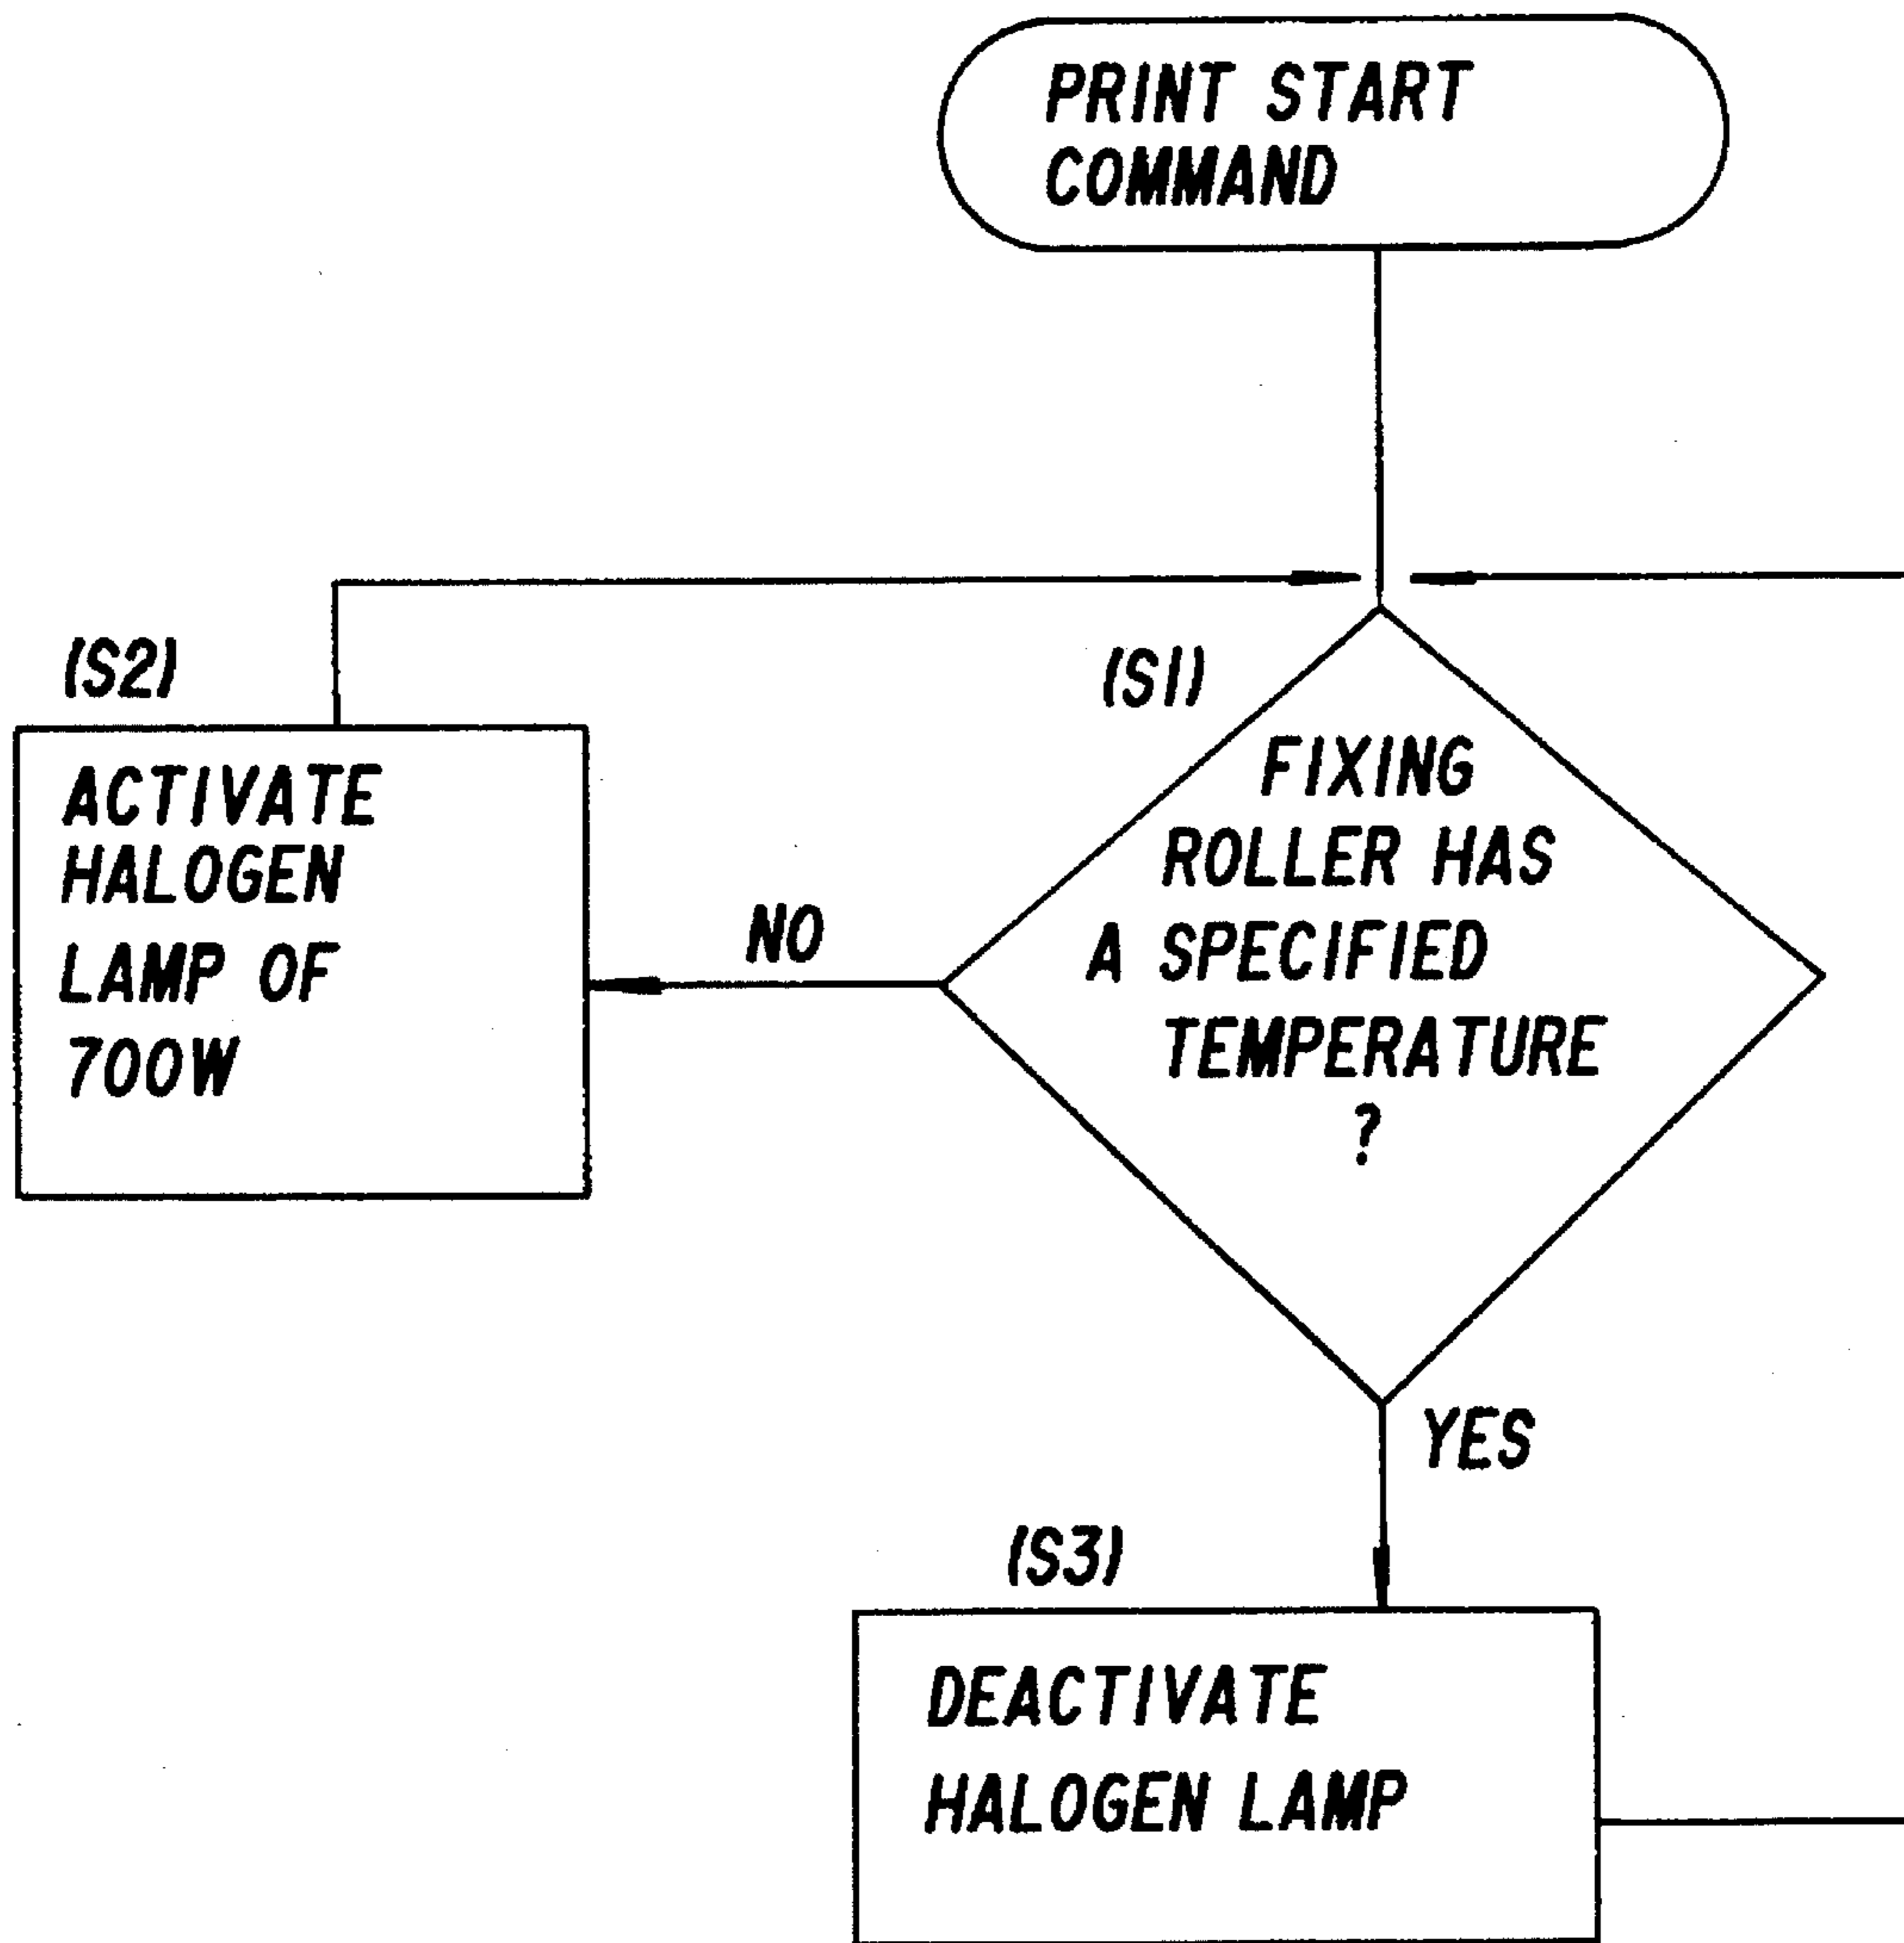 PRINT START
COMMAND
(S1)
FIXING
ROLLER HAS
A SPECIFIED
TEMPERATURE
?
NO
(S2)
ACTIVATE
HALOGEN
LAMP OF
700W
YES
(S3)
DEACTIVATE
HALOGEN LAMP